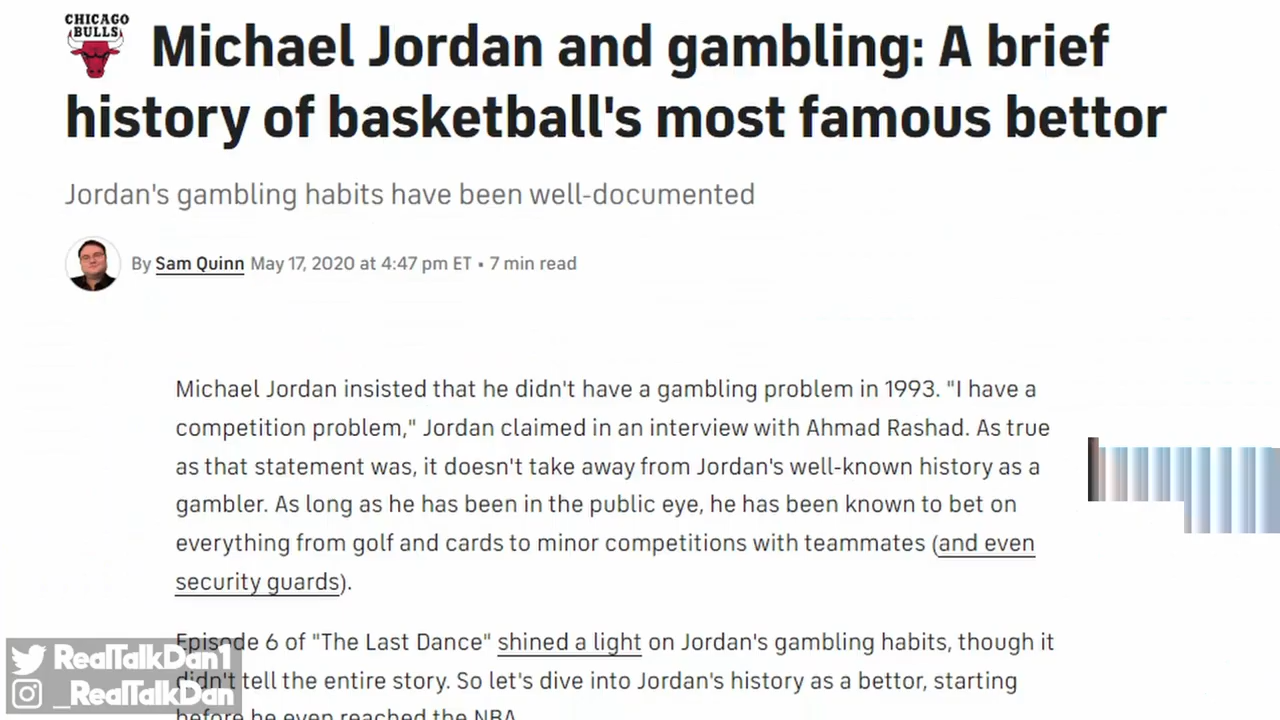 CHICAGO
BULLS
Michael Jordan and gambling: A brief
history of basketball's most famous bettor
Jordan's gambling habits have been well-documented
By Sam Quinn May 17, 2020 at 4:47 pm ET • 7 min read
Michael Jordan insisted that he didn't have a gambling problem in 1993. "I have a
competition problem," Jordan claimed in an interview with Ahmad Rashad. As true
as that statement was, it doesn't take away from Jordan's well-known history as a
gambler. As long as he has been in the public eye, he has been known to bet on
everything from golf and cards to minor competitions with teammates (and even
security guards).
Episode 6 of "The Last Dance" shined a light on Jordan's gambling habits, though it
didn't tell the entire story. So let's dive into Jordan's history as a bettor, starting
before he even reached the NBA.
RealTalkDan1
_RealTalkDan